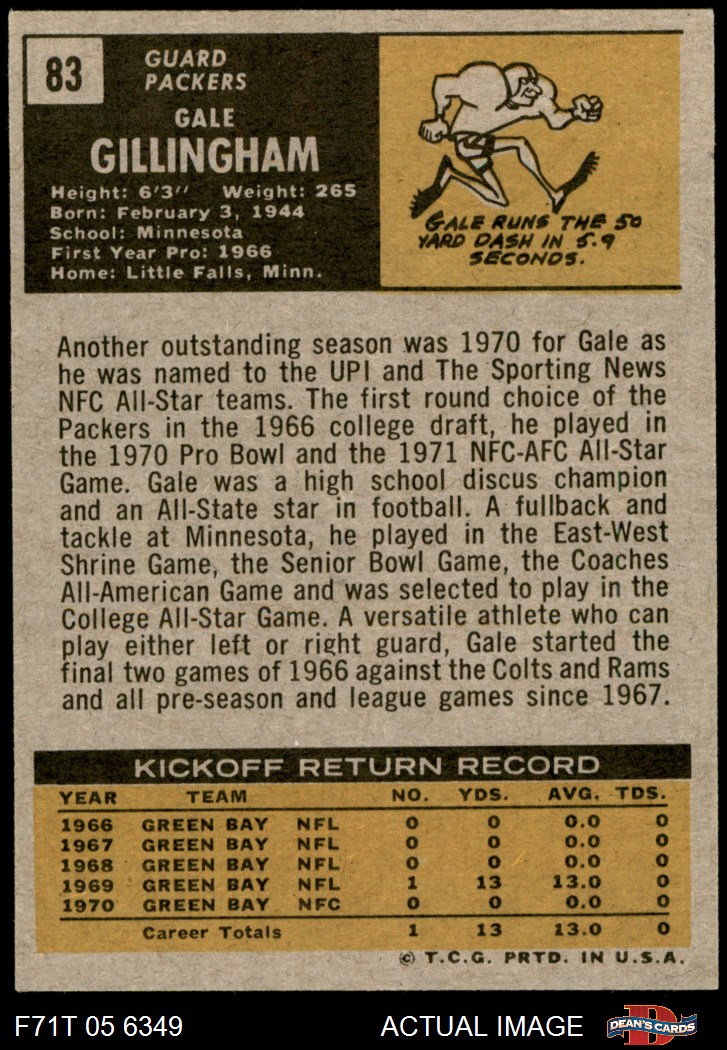 83
GUARD
PACKERS
GALE
GILLINGHAM
Height: 6'3" Weight: 265
Born: February 3, 1944
School: Minnesota
First Year Pro: 1966
Home: Little Falls, Minn.
GALE RUNS THE 50
YARD DASH IN 5.9
SECONDS.
Another outstanding season was 1970 for Gale as
he was named to the UPI and The Sporting News
NFC All-Star teams. The first round choice of the
Packers in the 1966 college draft, he played in
the 1970 Pro Bowl and the 1971 NFC-AFC All-Star
Game. Gale was a high school discus champion
and an All-State star in football. A fullback and
tackle at Minnesota, he played in the East-West
Shrine Game, the Senior Bowl Game, the Coaches
All-American Game and was selected to play in the
College All-Star Game. A versatile athlete who can
play either left or right guard, Gale started the
final two games of 1966 against the Colts and Rams
and all pre-season and league games since 1967.
KICKOFF RETURN RECORD
YEAR TEAM NO. YDS. AVG. TDS.
1966 GREEN BAY NFL 0 0 0.0 0
1967 GREEN BAY NFL 0 0 0.0 0
1968 GREEN BAY NFL 0 0 0.0 0
1969 GREEN BAY NFL 1 13 13.0 0
1970 GREEN BAY NFC 0 0 0.0 0
Career Totals 1 13 13.0 0
© T.C.G. PRTD. IN U.S.A.
F71T 05 6349 ACTUAL IMAGE D DEAN'S CARDS